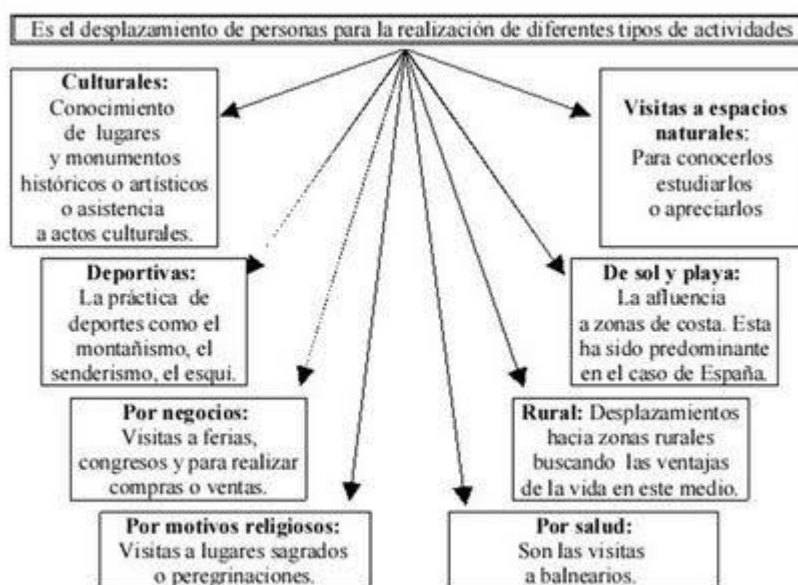 Es el desplazamiento de personas para la realización de diferentes tipos de actividades
Culturales:
Conocimiento
de lugares
y monumentos
históricos o artísticos
o asistencia
a actos culturales.
Visitas a espacios
naturales:
Para conocerlos
estudiarlos
o apreciarlos
Deportivas:
La práctica de
deportes como el
montañismo, el
senderismo, el esquí.
De sol y playa:
La afluencia
a zonas de costa. Esta
ha sido predominante
en el caso de España.
Por negocios:
Visitas a ferias,
congresos y para realizar
compras o ventas.
Rural: Desplazamientos
hacia zonas rurales
buscando las ventajas
de la vida en este medio.
Por motivos religiosos:
Visitas a lugares sagrados
o peregrinaciones.
Por salud:
Son las visitas
a balnearios.